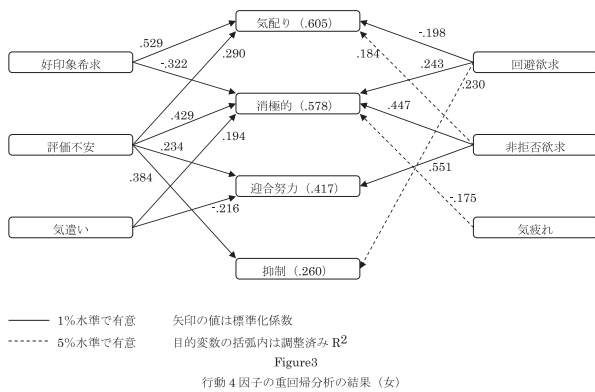 気配り（.605）
.529
-.198
.290
.184
好印象希求
-.322
.243
回避欲求
.230
消極的（.578）
.429
.447
.194
評価不安
.234
非拒否欲求
.384
.551
迎合努力（.417）
-.216
-.175
気遣い
気疲れ
抑制（.260）
1%水準で有意　矢印の値は標準化係数
5%水準で有意　目的変数の括弧内は調整済み R2
Figure3
行動 4 因子の重回帰分析の結果（女）